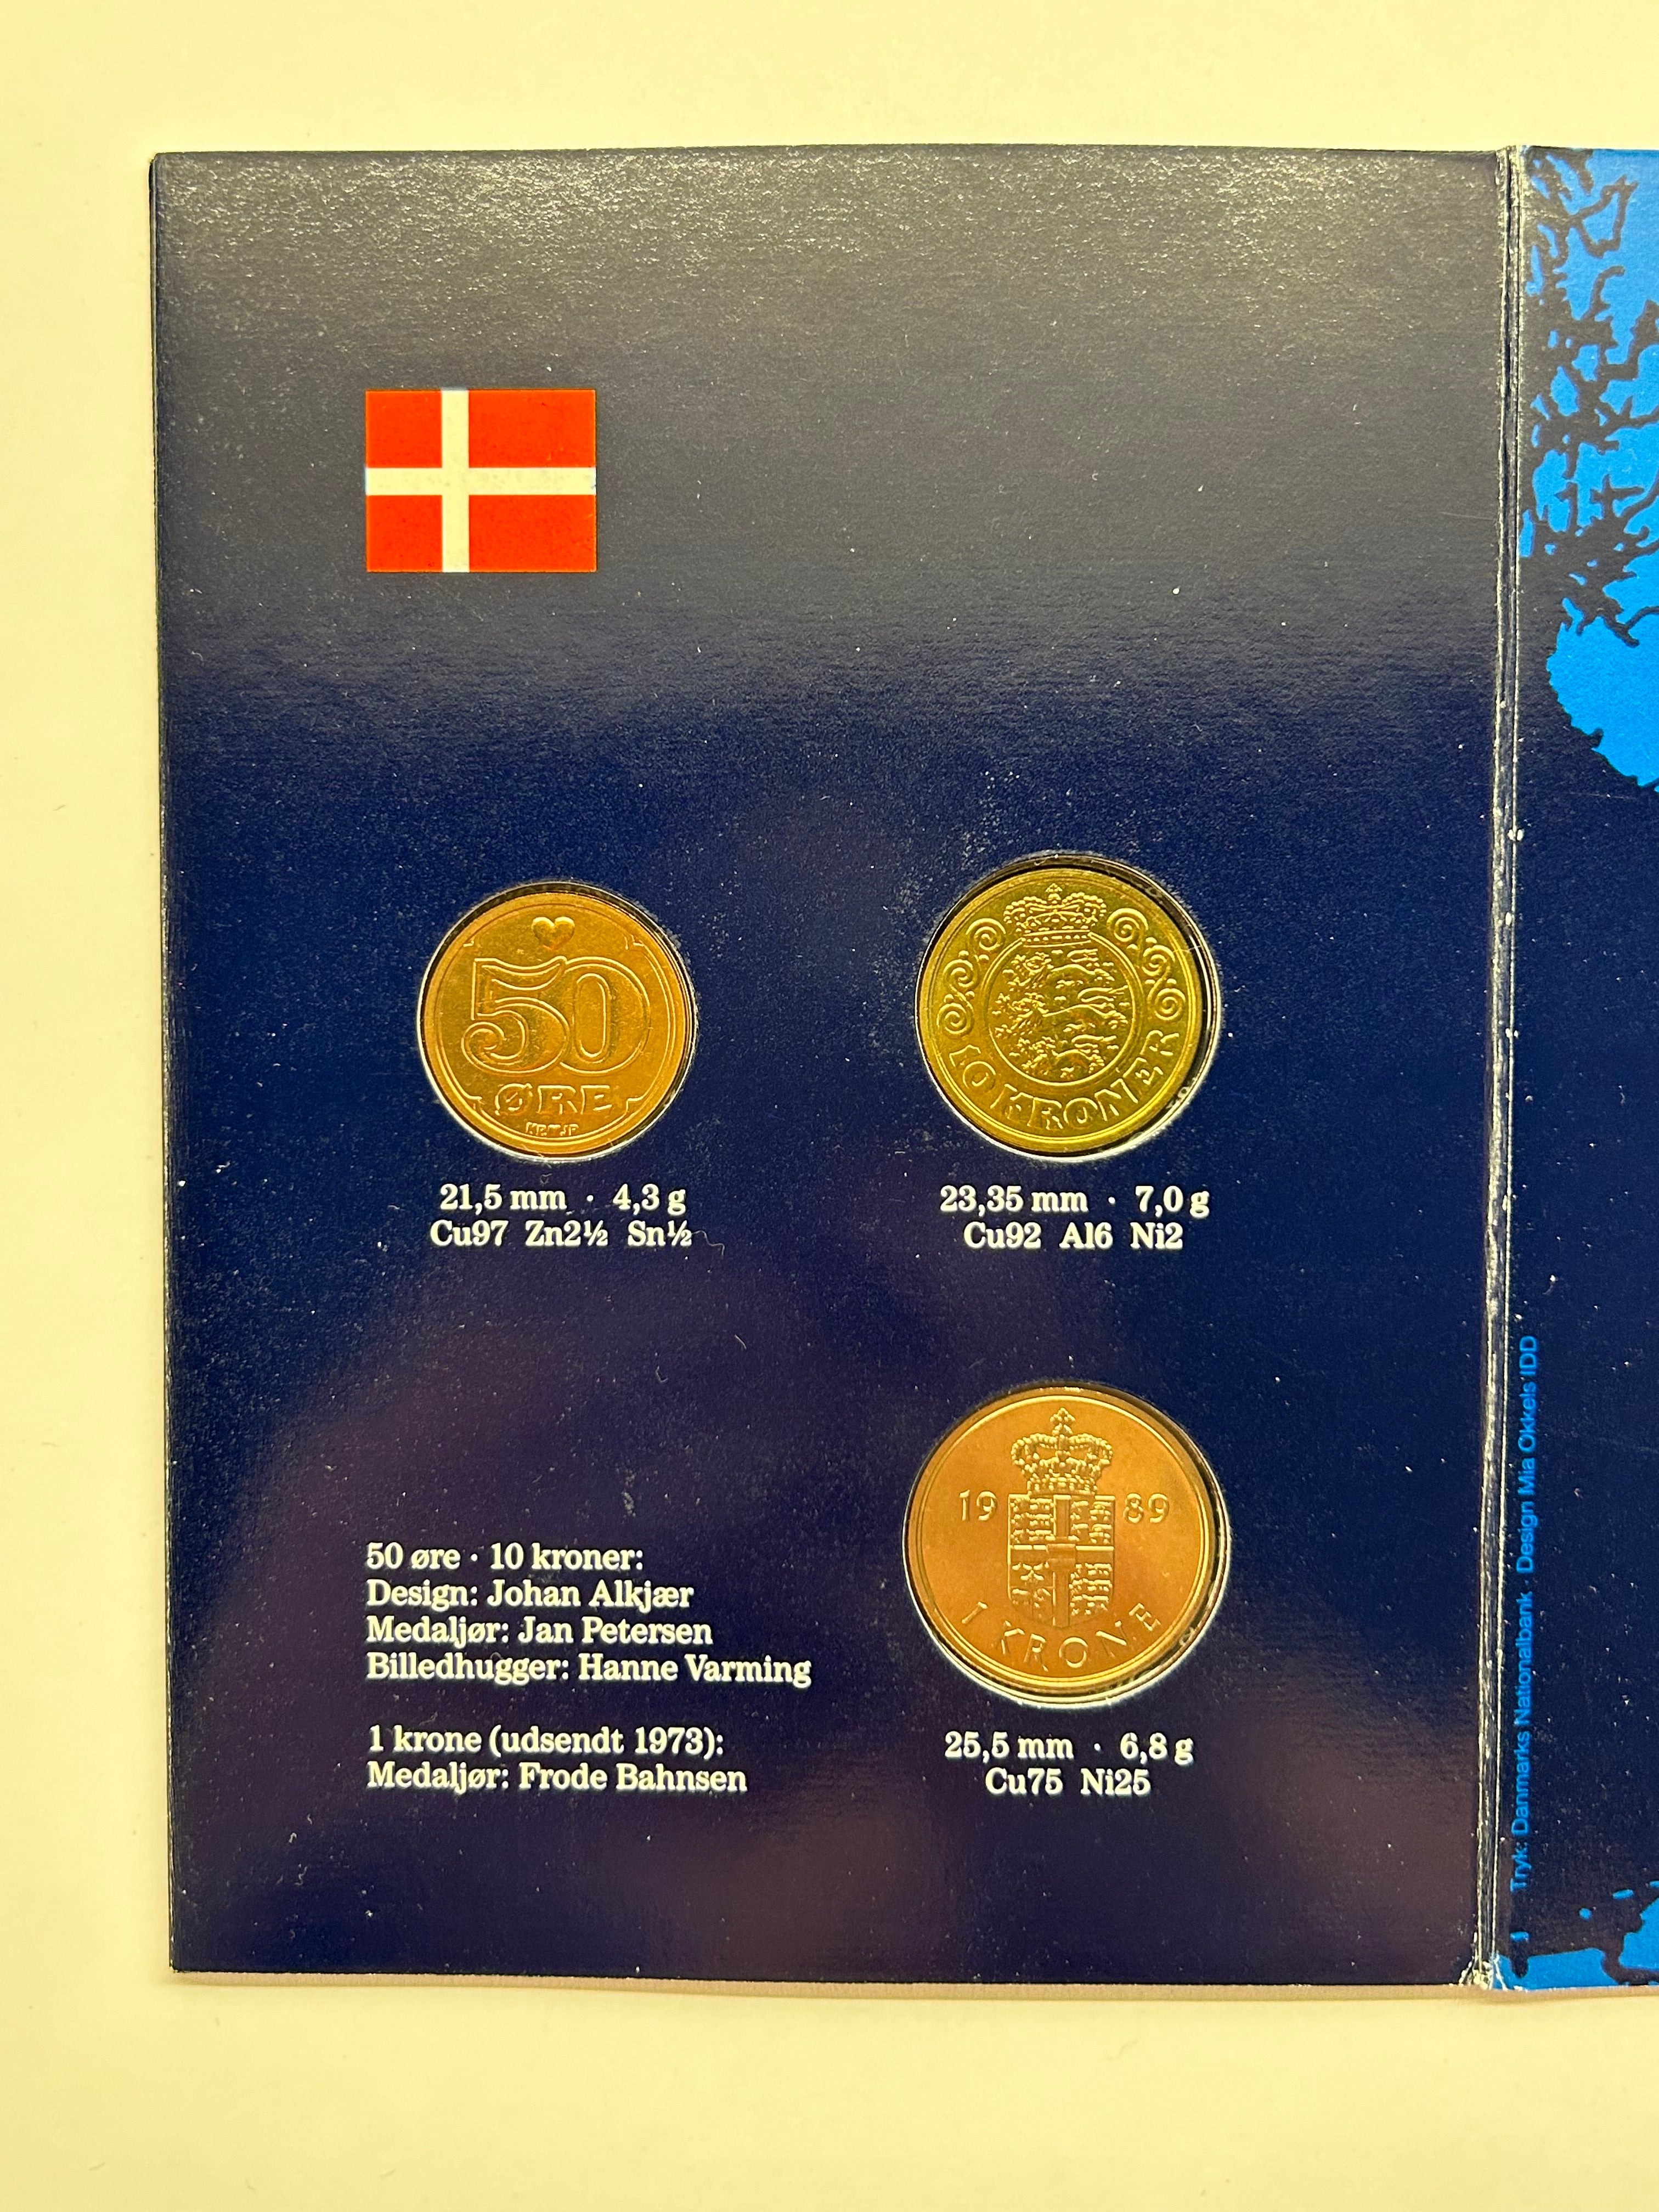 50
ØRE
21,5 mm · 4,3 g
Cu97 Zn2½ Sn½
10 KRONER
23,35 mm · 7,0 g
Cu92 Al6 Ni2
50 øre · 10 kroner:
Design: Johan Alkjær
Medaljør: Jan Petersen
Billedhugger: Hanne Varming
1 krone (udsendt 1973):
Medaljør: Frode Bahnsen
19 89
1 KRONE
25,5 mm · 6,8 g
Cu75 Ni25
Tryk: Danmarks Nationalbank · Design Mia Okkels IDD